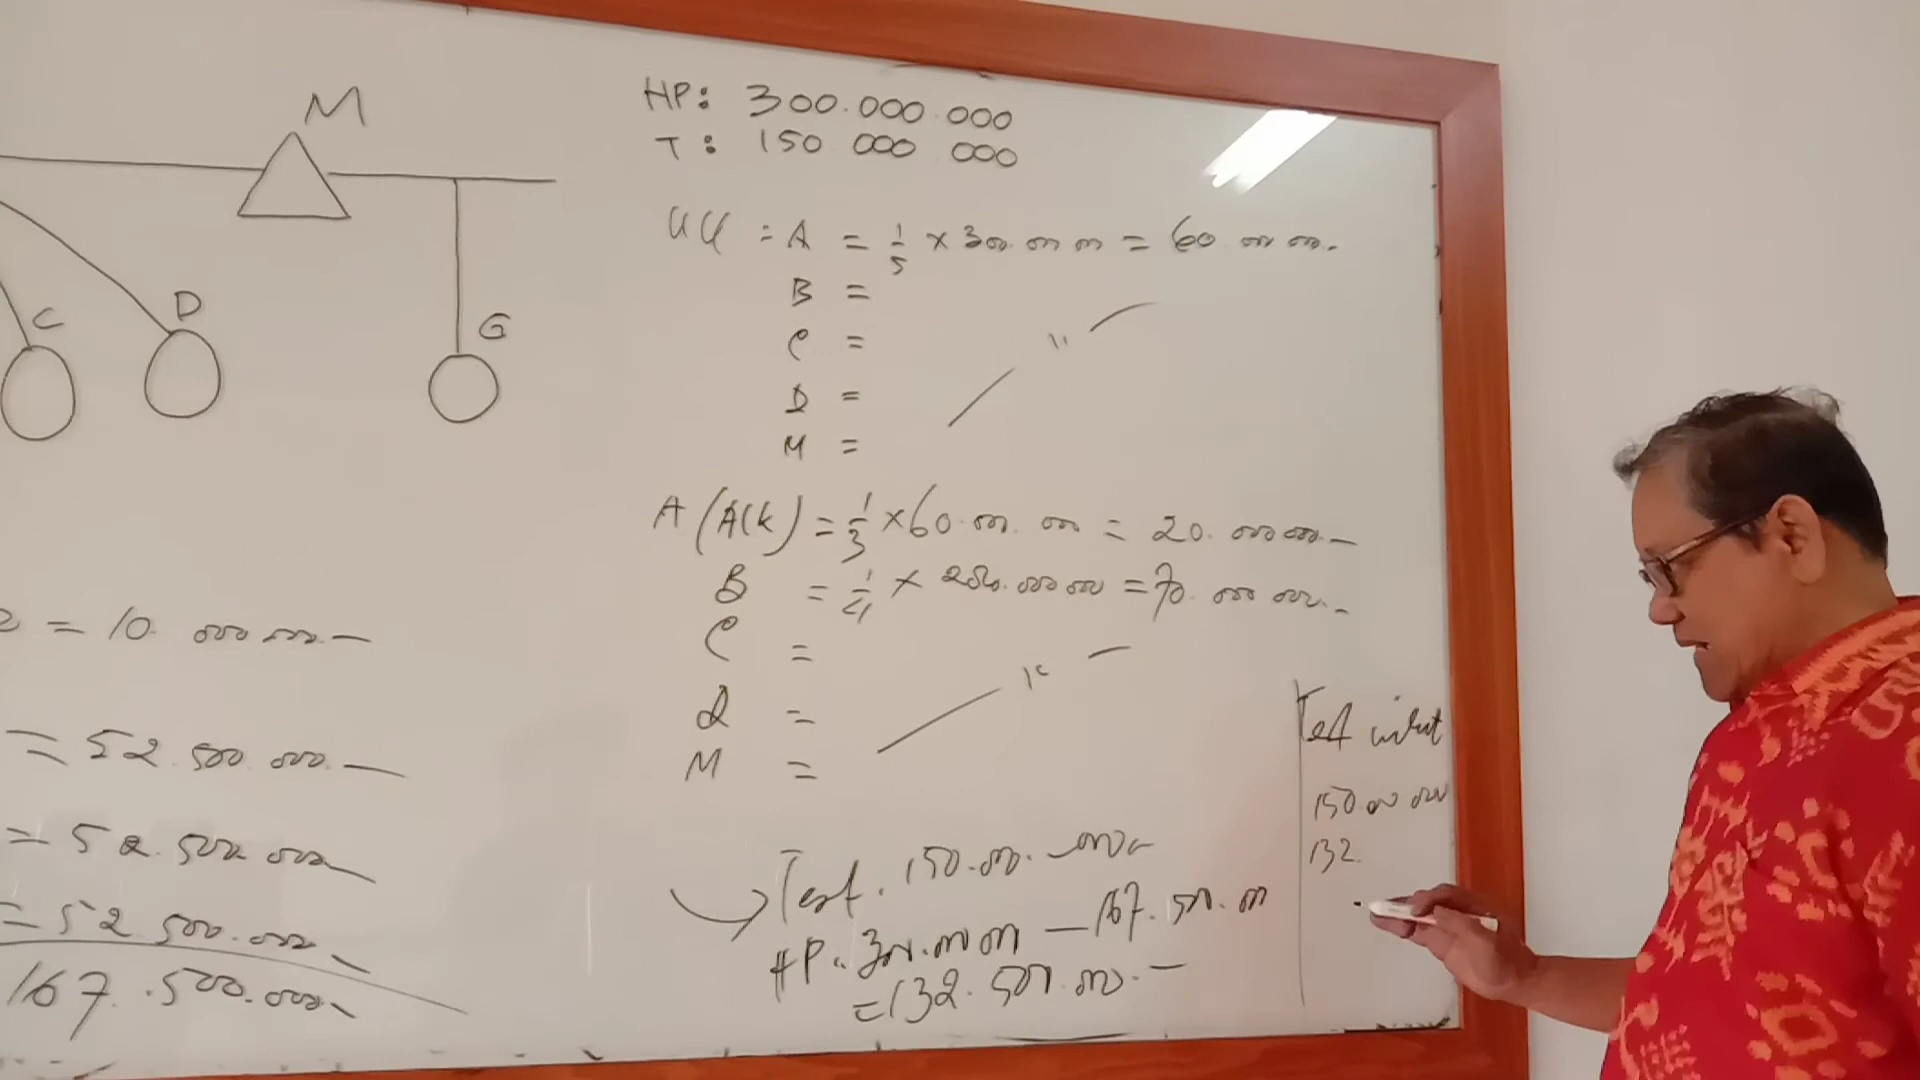 M
C
D
G
= 10. 000 000. —
= 52.500.000. —
= 52.500.000
= 52.500.000. —
167.500.000
HP: 300.000.000
T: 150 000 000
UU = A = 1/5 x 300 000 000 = 60 000 000.-
B =
C = "
D =
M =
A (AlK) = 1/3 x 60.000.000 = 20.000.000.—
B = 1/4 x 280.000.000 = 70.000.000.-
C =
D = "
M =
Test. 150.000.000
HP. 300.000.000 — 167.500.000
= 132.500.000.—
150.000.000
132.